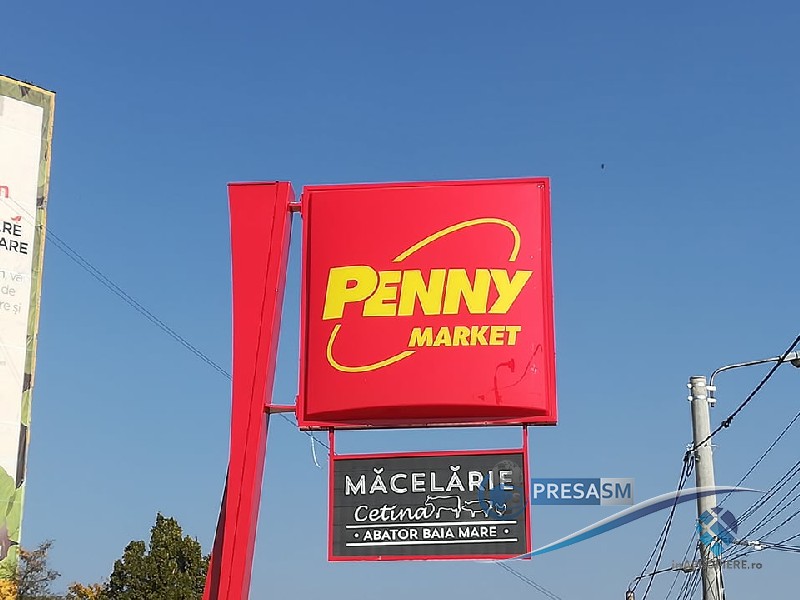 PENNY
MARKET
MĂCELĂRIE
Cetina
· ABATOR BAIA MARE ·
PRESASM